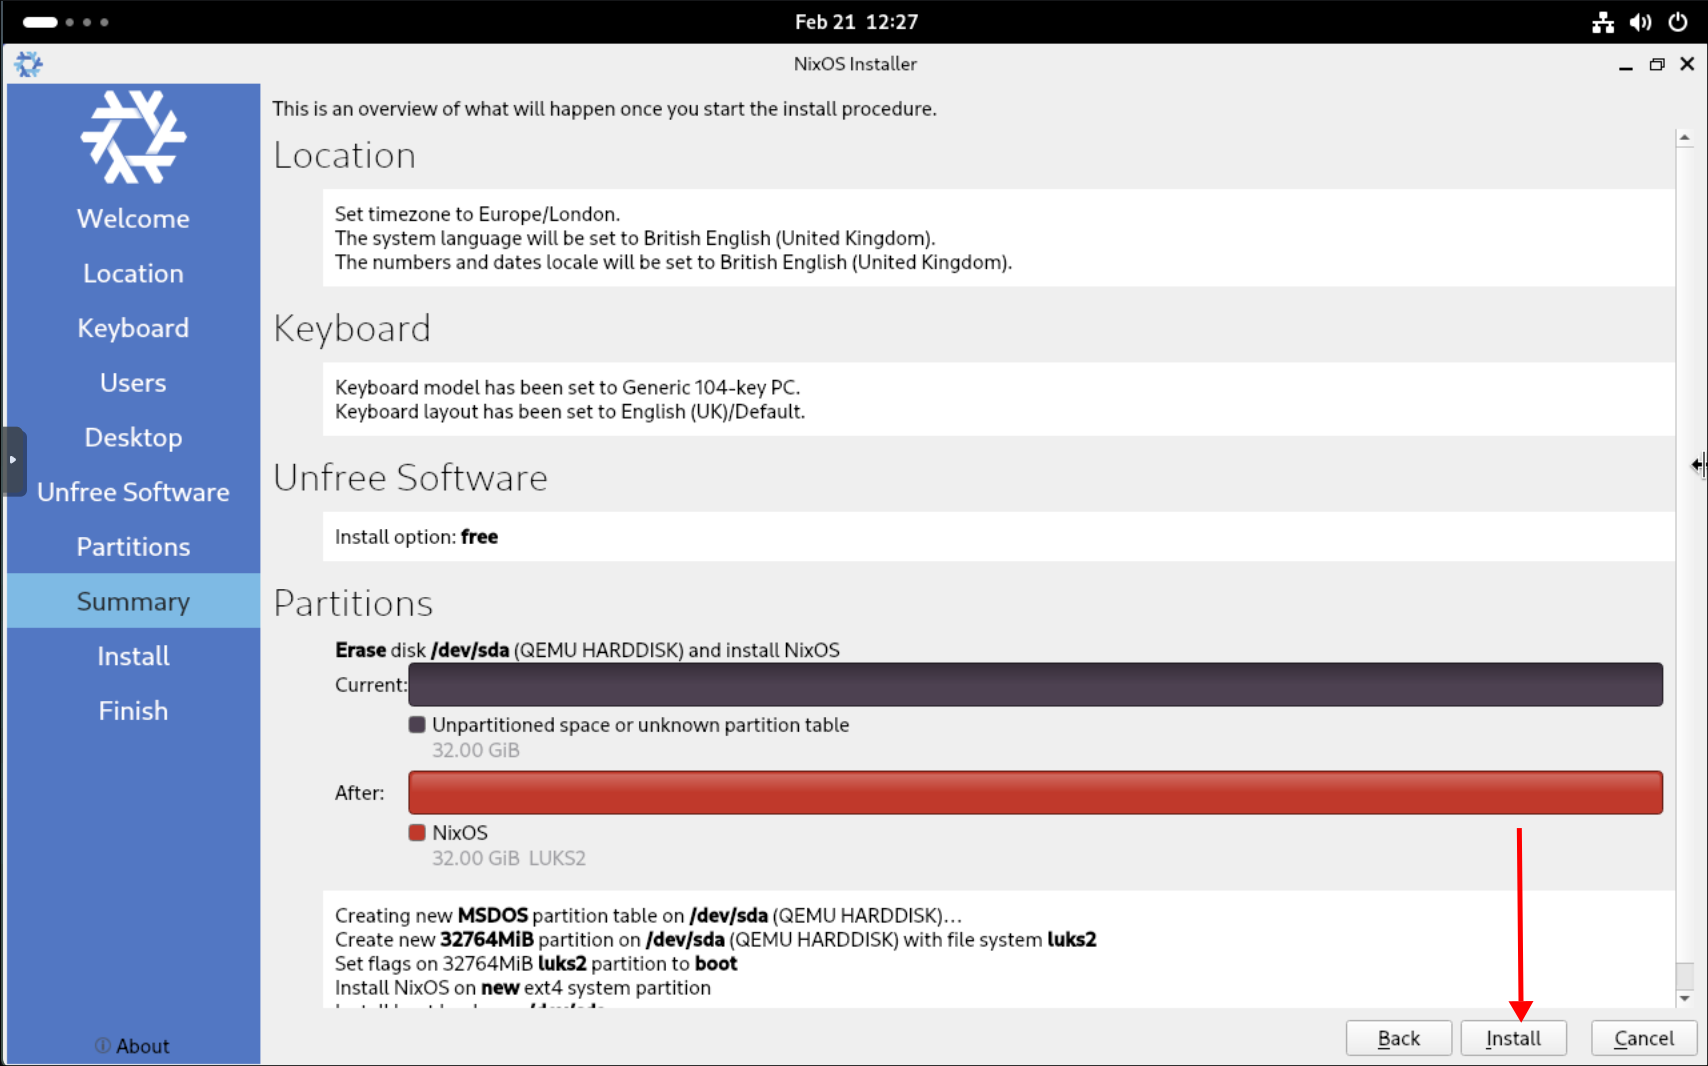 Feb 21 12:27
NixOS Installer
Welcome
Location
Keyboard
Users
Desktop
Unfree Software
Partitions
Summary
Install
Finish
About
This is an overview of what will happen once you start the install procedure.
Location
Set timezone to Europe/London.
The system language will be set to British English (United Kingdom).
The numbers and dates locale will be set to British English (United Kingdom).
Keyboard
Keyboard model has been set to Generic 104-key PC.
Keyboard layout has been set to English (UK)/Default.
Unfree Software
Install option: free
Partitions
Erase disk /dev/sda (QEMU HARDDISK) and install NixOS
Current:
Unpartitioned space or unknown partition table
32.00 GiB
After:
NixOS
32.00 GiB LUKS2
Creating new MSDOS partition table on /dev/sda (QEMU HARDDISK)…
Create new 32764MiB partition on /dev/sda (QEMU HARDDISK) with file system luks2
Set flags on 32764MiB luks2 partition to boot
Install NixOS on new ext4 system partition
Back
Install
Cancel